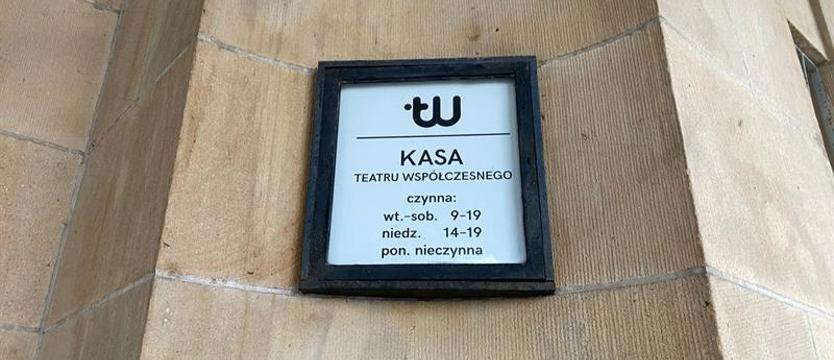 tw
KASA
TEATRU WSPÓŁCZESNEGO
czynna:
wt.-sob. 9-19
niedz. 14-19
pon. nieczynna